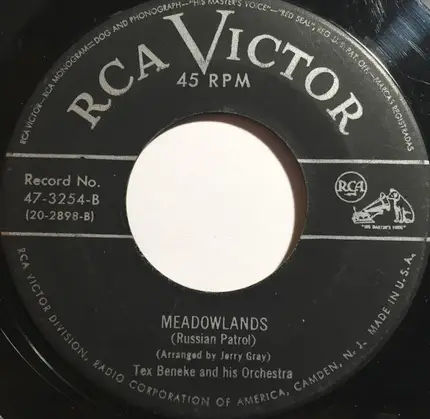 RCA VICTOR—RCA MONOGRAM—DOG AND PHONOGRAPH—"HIS MASTER'S VOICE"—"RED SEAL," REG. U.S. PAT. OFF.—MARCAS REGISTRADAS
RCA VICTOR
45 RPM
Record No.
47-3254-B
(20-2898-B)
RCA
"HIS MASTER'S VOICE"
MEADOWLANDS
(Russian Patrol)
(Arranged by Jerry Gray)
Tex Beneke and his Orchestra
RCA VICTOR DIVISION, RADIO CORPORATION OF AMERICA, CAMDEN, N. J. MADE IN U.S.A.